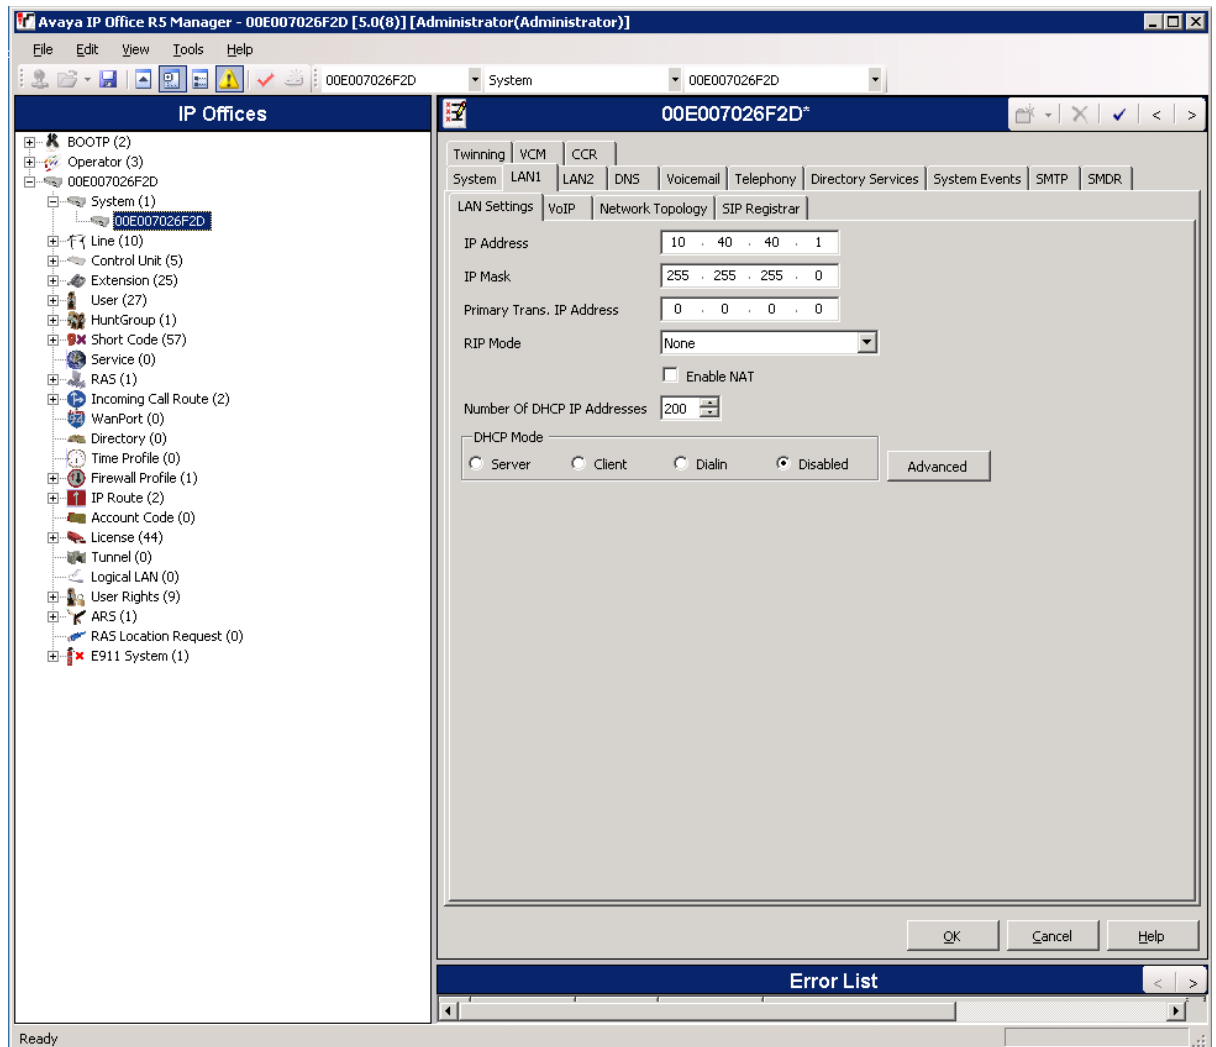 Avaya IP Office R5 Manager - 00E007026F2D [5.0(8)] [Administrator(Administrator)]
File Edit View Tools Help
00E007026F2D System 00E007026F2D
IP Offices
BOOTP (2)
Operator (3)
00E007026F2D
System (1)
00E007026F2D
Line (10)
Control Unit (5)
Extension (25)
User (27)
HuntGroup (1)
Short Code (57)
Service (0)
RAS (1)
Incoming Call Route (2)
WanPort (0)
Directory (0)
Time Profile (0)
Firewall Profile (1)
IP Route (2)
Account Code (0)
License (44)
Tunnel (0)
Logical LAN (0)
User Rights (9)
ARS (1)
RAS Location Request (0)
E911 System (1)
00E007026F2D*
Twinning VCM CCR
System LAN1 LAN2 DNS Voicemail Telephony Directory Services System Events SMTP SMDR
LAN Settings VoIP Network Topology SIP Registrar
IP Address 10 . 40 . 40 . 1
IP Mask 255 . 255 . 255 . 0
Primary Trans. IP Address 0 . 0 . 0 . 0
RIP Mode None
Enable NAT
Number Of DHCP IP Addresses 200
DHCP Mode
Server Client Dialin Disabled Advanced
OK Cancel Help
Error List
Ready